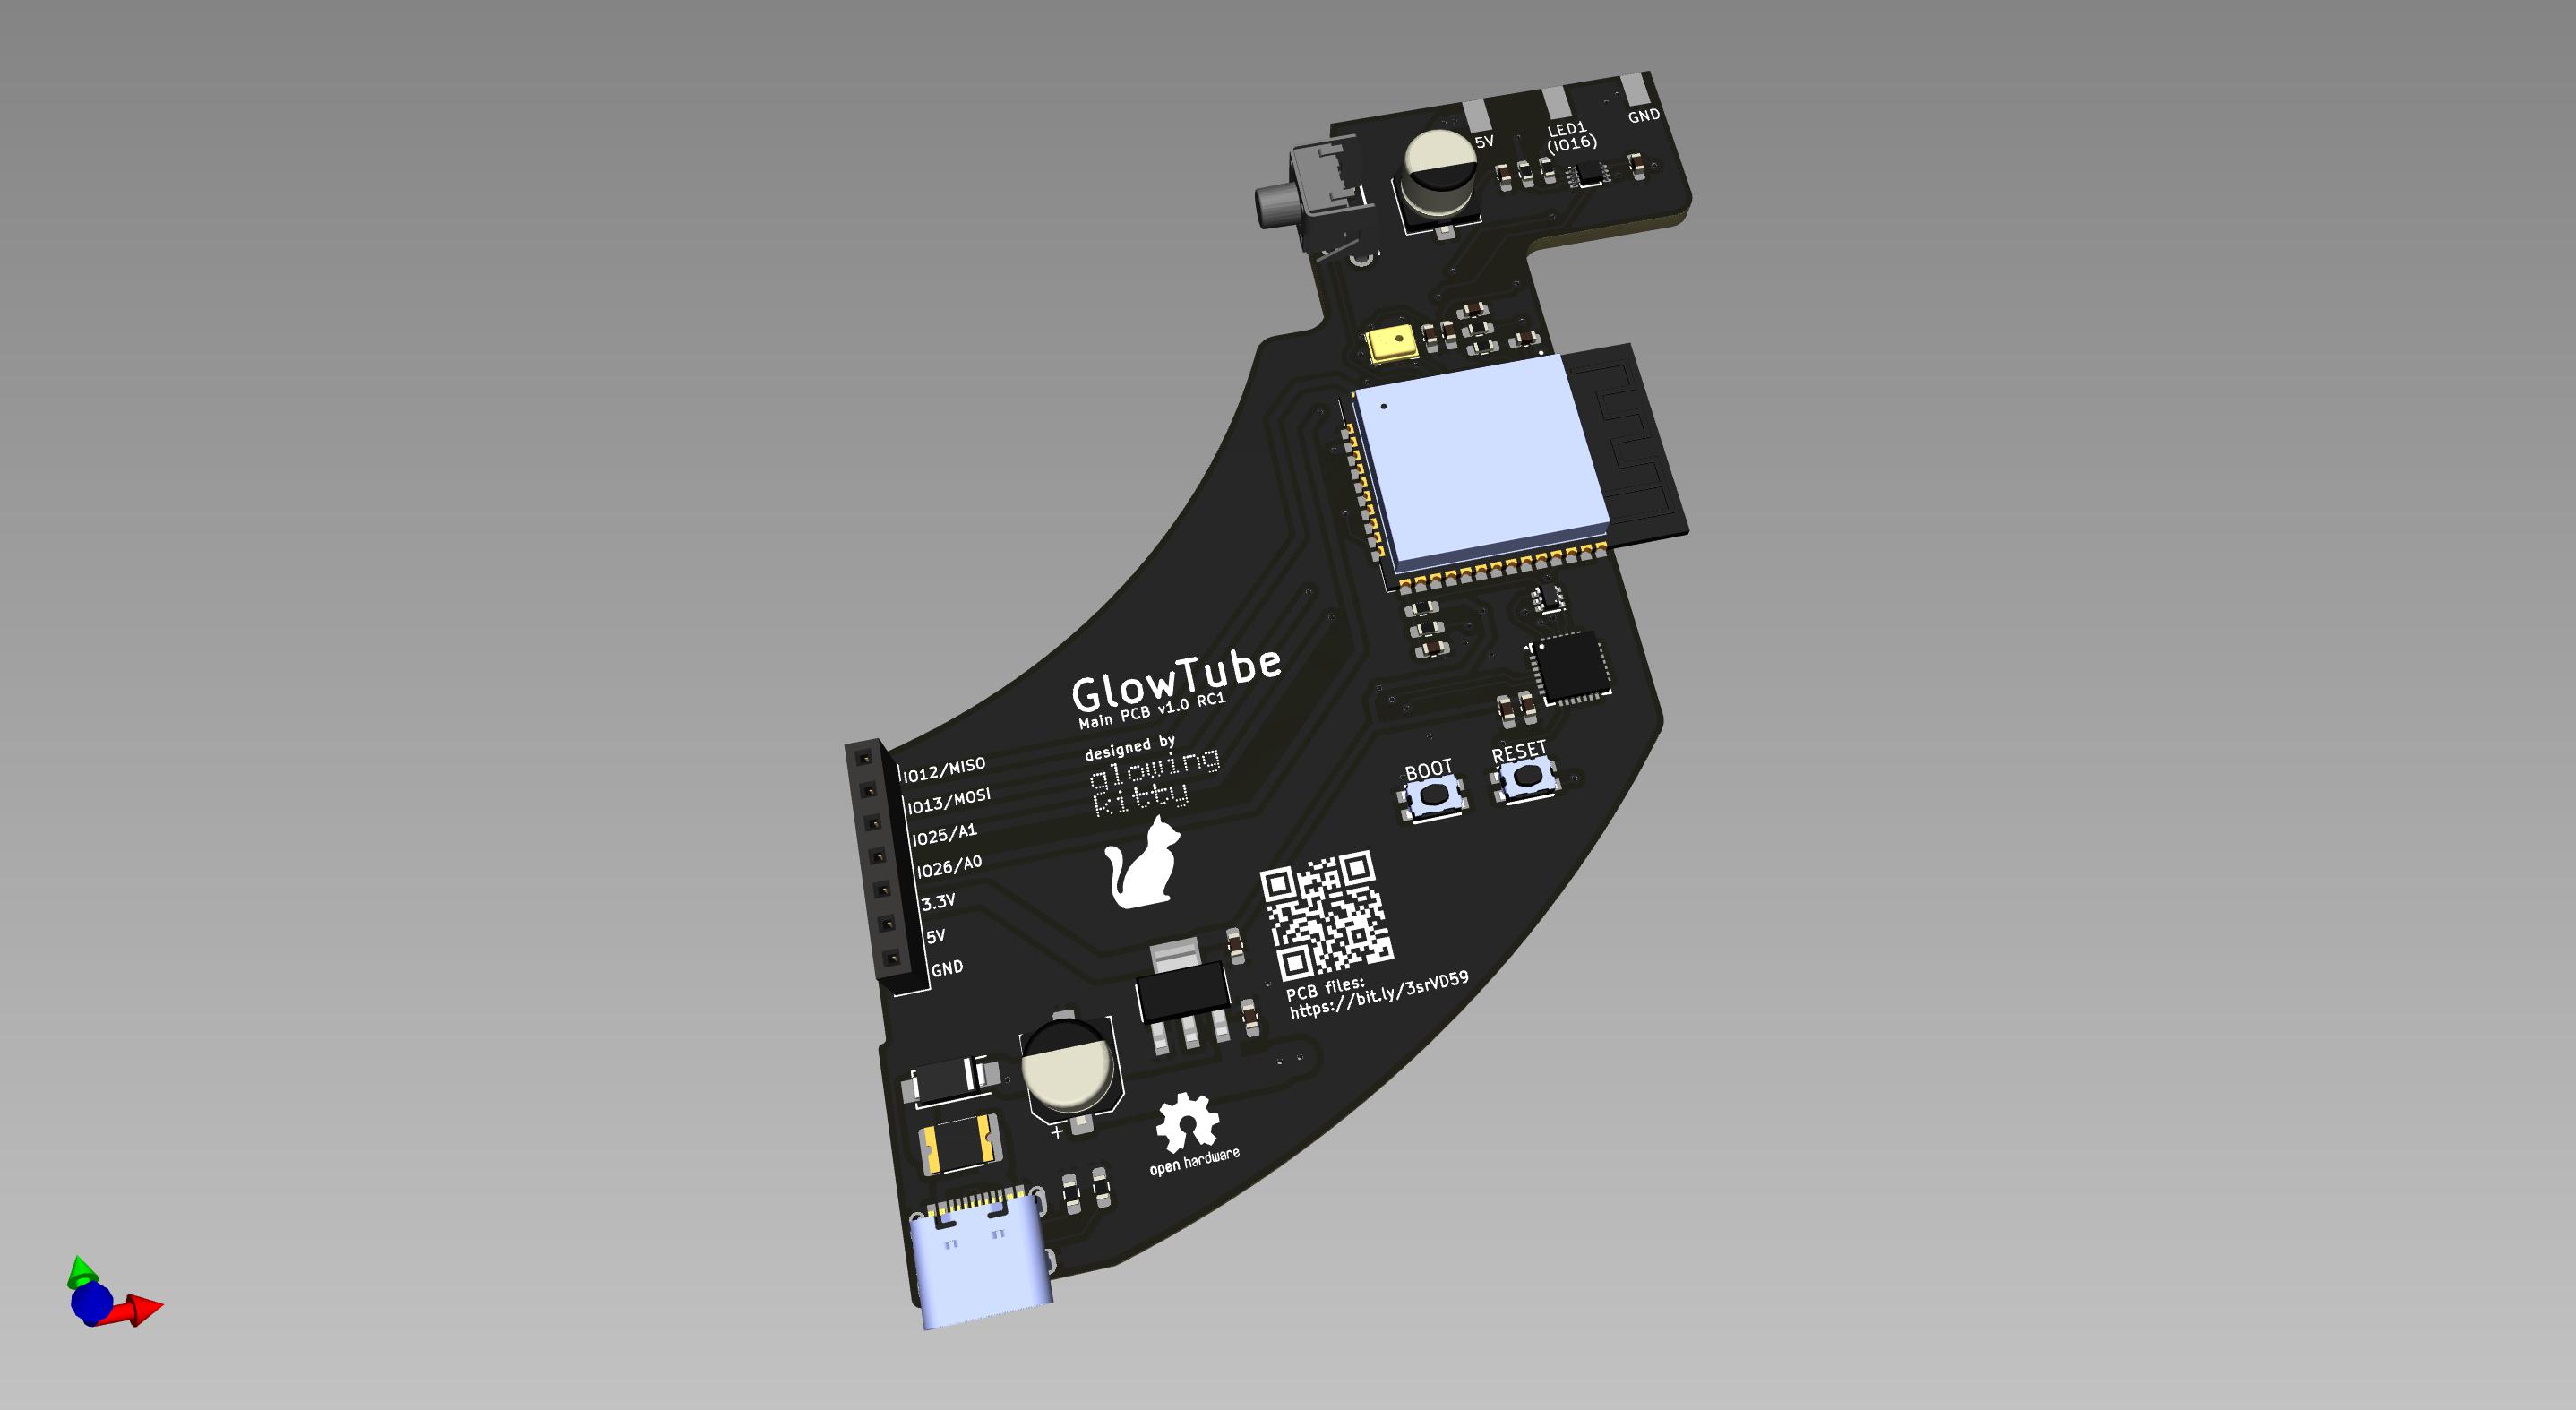 5V
LED1
(IO16)
GND
GlowTube
Main PCB v1.0 RC1
designed by
glowing
kitty
IO12/MISO
IO13/MOSI
IO25/A1
IO26/A0
3.3V
5V
GND
BOOT
RESET
PCB files:
https://bit.ly/3srVD59
+
open hardware